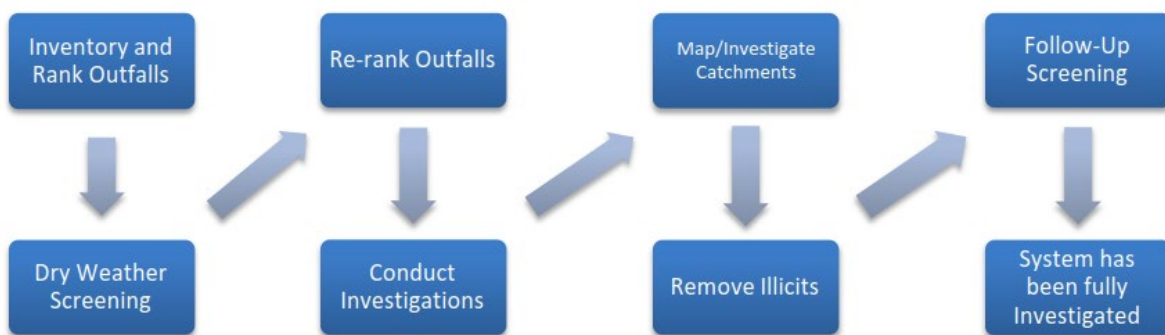 Inventory and
Rank Outfalls
Dry Weather
Screening
Re-rank Outfalls
Conduct
Investigations
Map/Investigate
Catchments
Remove Illicits
Follow-Up
Screening
System has
been fully
Investigated